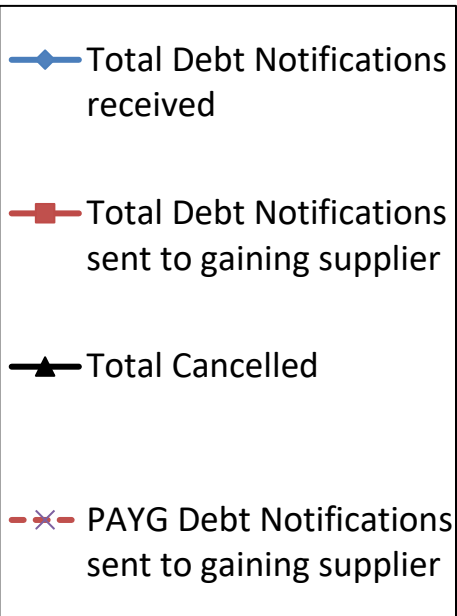 Total Debt Notifications
received
Total Debt Notifications
sent to gaining supplier
Total Cancelled
PAYG Debt Notifications
sent to gaining supplier